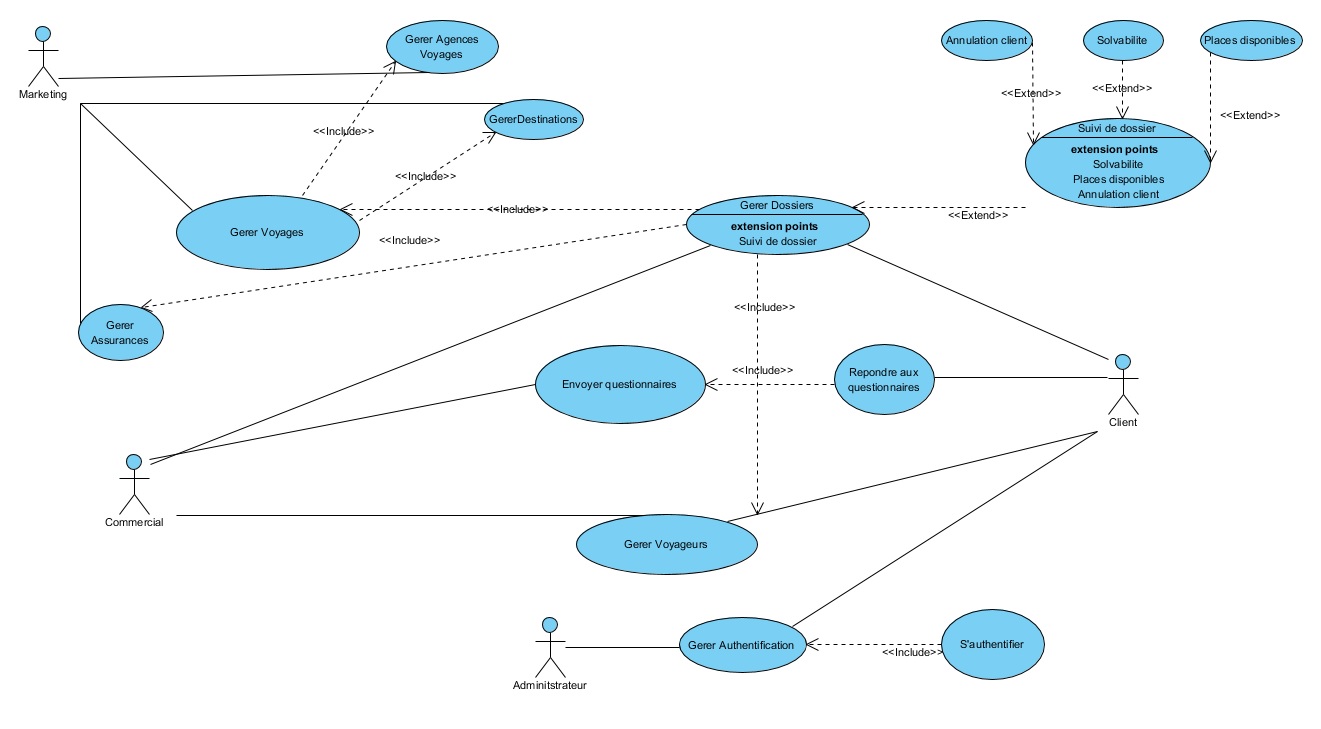 Gerer Agences
Voyages
Annulation client
Solvabilite
Places disponibles
Marketing
<<Extend>>
<<Extend>>
<<Extend>>
GererDestinations
<<Include>>
Suivi de dossier
extension points
Solvabilite
Places disponibles
Annulation client
<<Include>>
Gerer Dossiers
extension points
Suivi de dossier
<<Include>>
<<Extend>>
Gerer Voyages
<<Include>>
<<Include>>
Gerer
Assurances
<<Include>>
Envoyer questionnaires
Repondre aux
questionnaires
Client
Commercial
Gerer Voyageurs
Gerer Authentification
<<Include>>
S'authentifier
Adminitstrateur